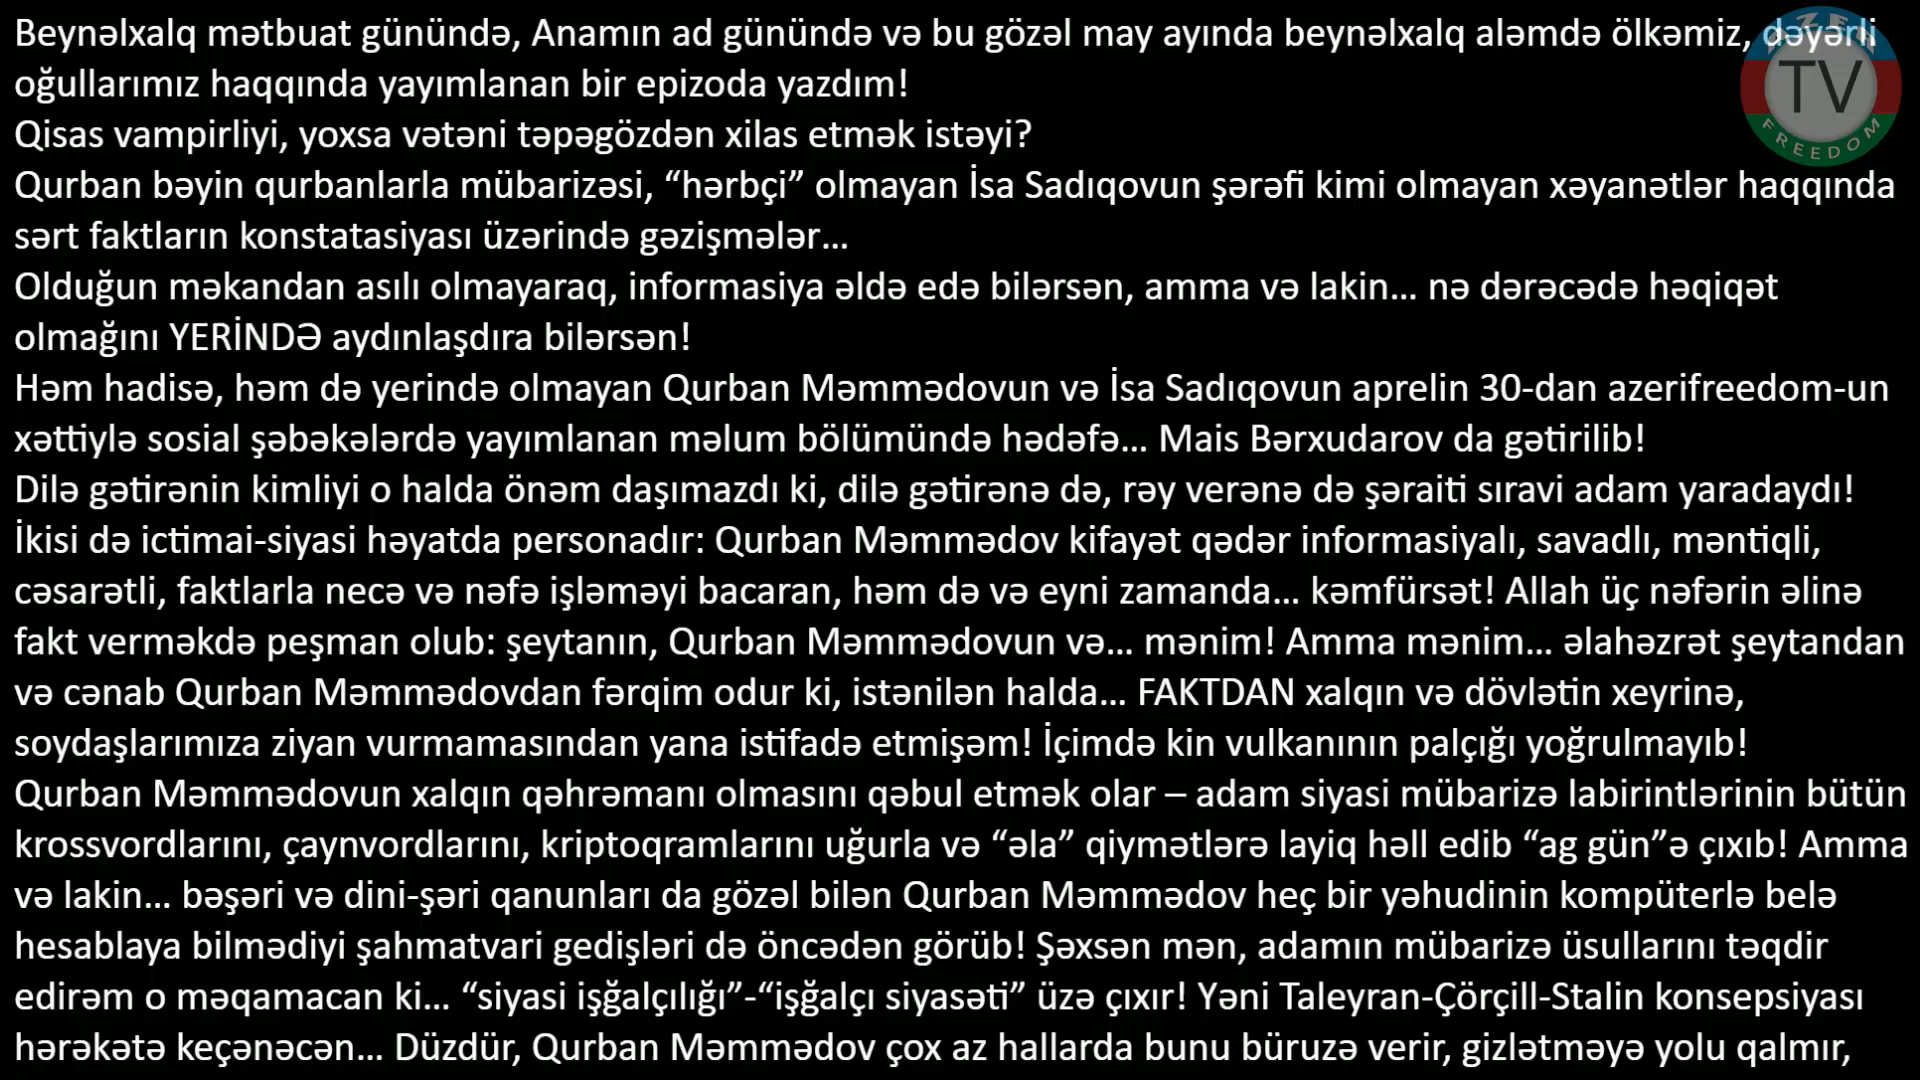 Beynəlxalq mətbuat günündə, Anamın ad günündə və bu gözəl may ayında beynəlxalq aləmdə ölkəmiz, dəyərli
oğullarımız haqqında yayımlanan bir epizoda yazdım!
Qisas vampirliyi, yoxsa vətəni təpəgözdən xilas etmək istəyi?
Qurban bəyin qurbanlarla mübarizəsi, “hərbçi” olmayan İsa Sadıqovun şərəfi kimi olmayan xəyanətlər haqqında
sərt faktların konstatasiyası üzərində gəzişmələr...
Olduğun məkandan asılı olmayaraq, informasiya əldə edə bilərsən, amma və lakin... nə dərəcədə həqiqət
olmağını YERİNDƏ aydınlaşdıra bilərsən!
Həm hadisə, həm də yerində olmayan Qurban Məmmədovun və İsa Sadıqovun aprelin 30-dan azerifreedom-un
xəttiylə sosial şəbəkələrdə yayımlanan məlum bölümündə hədəfə... Mais Bərxudarov da gətirilib!
Dilə gətirənin kimliyi o halda önəm daşımazdı ki, dilə gətirənə də, rəy verənə də şəraiti sıravi adam yaradaydı!
İkisi də ictimai-siyasi həyatda personadır: Qurban Məmmədov kifayət qədər informasiyalı, savadlı, məntiqli,
cəsarətli, faktlarla necə və nəfə işləməyi bacaran, həm də və eyni zamanda... kəmfürsət! Allah üç nəfərin əlinə
fakt verməkdə peşman olub: şeytanın, Qurban Məmmədovun və... mənim! Amma mənim... əlahəzrət şeytandan
və cənab Qurban Məmmədovdan fərqim odur ki, istənilən halda... FAKTDAN xalqın və dövlətin xeyrinə,
soydaşlarımıza ziyan vurmamasından yana istifadə etmişəm! İçimdə kin vulkanının palçığı yoğrulmayıb!
Qurban Məmmədovun xalqın qəhrəmanı olmasını qəbul etmək olar – adam siyasi mübarizə labirintlərinin bütün
krossvordlarını, çaynvordlarını, kriptoqramlarını uğurla və “əla” qiymətlərə layiq həll edib “ag gün”ə çıxıb! Amma
və lakin... bəşəri və dini-şəri qanunları da gözəl bilən Qurban Məmmədov heç bir yəhudinin kompüterlə belə
hesablaya bilmədiyi şahmatvari gedişləri də öncədən görüb! Şəxsən mən, adamın mübarizə üsullarını təqdir
edirəm o məqamacan ki... “siyasi işğalçılığı”-“işğalçı siyasəti” üzə çıxır! Yəni Taleyran-Çörçill-Stalin konsepsiyası
hərəkətə keçənəcən... Düzdür, Qurban Məmmədov çox az hallarda bunu büruzə verir, gizlətməyə yolu qalmır,
TV
FREEDOM